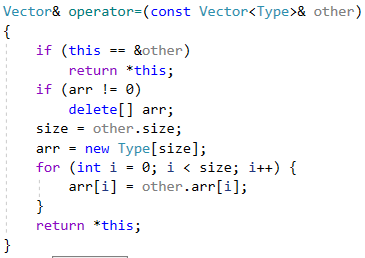 Vector& operator=(const Vector<Type>& other)
{
    if (this == &other)
        return *this;
    if (arr != 0)
        delete[] arr;
    size = other.size;
    arr = new Type[size];
    for (int i = 0; i < size; i++) {
        arr[i] = other.arr[i];
    }
    return *this;
}